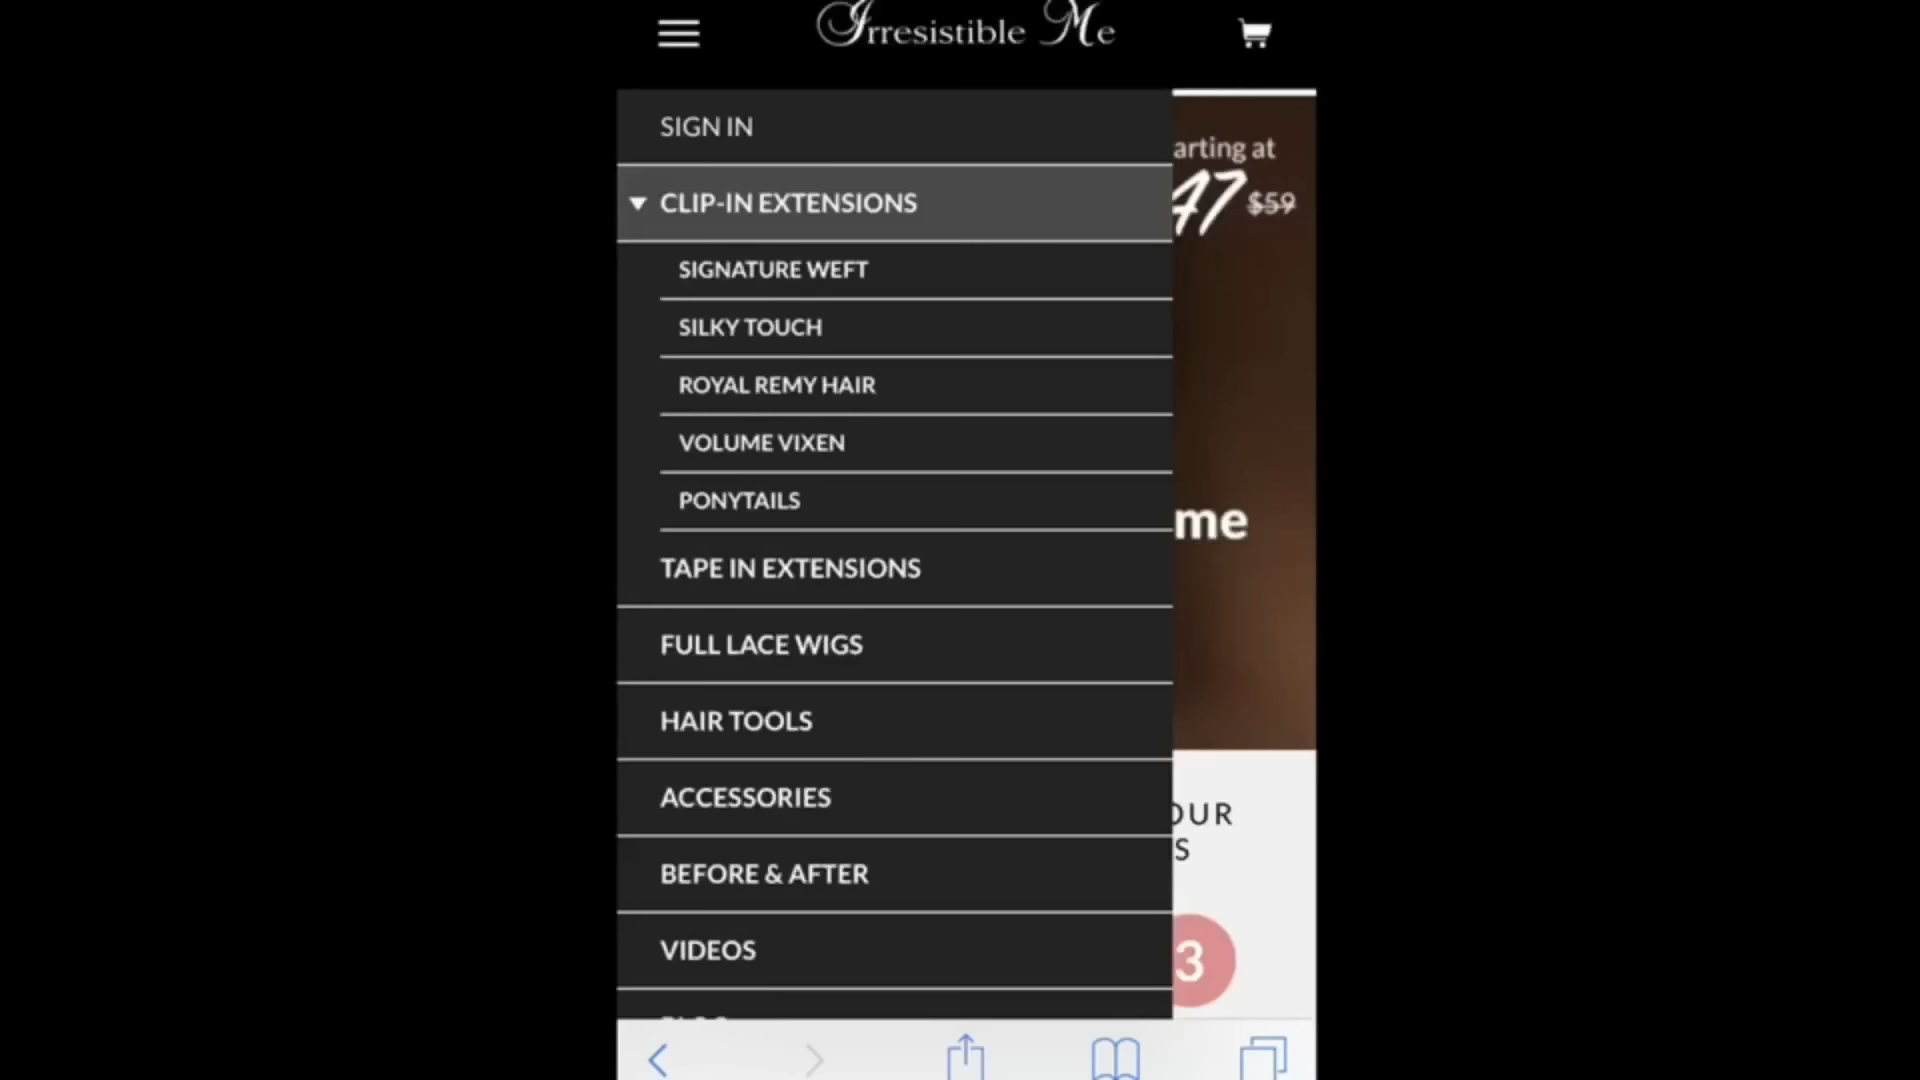 Irresistible Me
SIGN IN
CLIP-IN EXTENSIONS
SIGNATURE WEFT
SILKY TOUCH
ROYAL REMY HAIR
VOLUME VIXEN
PONYTAILS
TAPE IN EXTENSIONS
FULL LACE WIGS
HAIR TOOLS
ACCESSORIES
BEFORE & AFTER
VIDEOS
arting at
47 $59
me
OUR
S
3